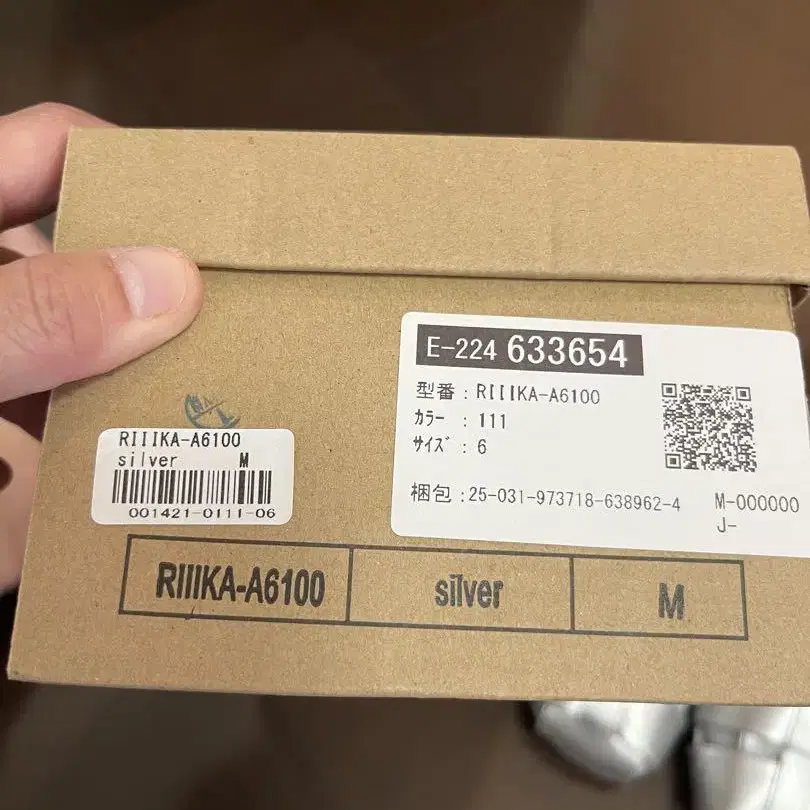 E-224 633654
型番 : RIIIKA-A6100
ｶﾗｰ : 111
ｻｲｽﾞ : 6
梱包 : 25-031-973718-638962-4
M-000000
J-
RIIIKA-A6100
silver M
001421-0111-06
RIIIKA-A6100 silver M